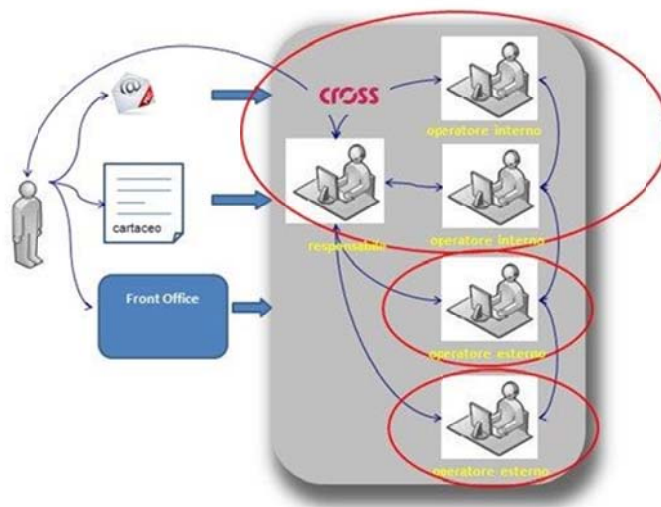 @
cross
operatore interno
cartaceo
responsabile
operatore interno
Front Office
operatore esterno
operatore esterno